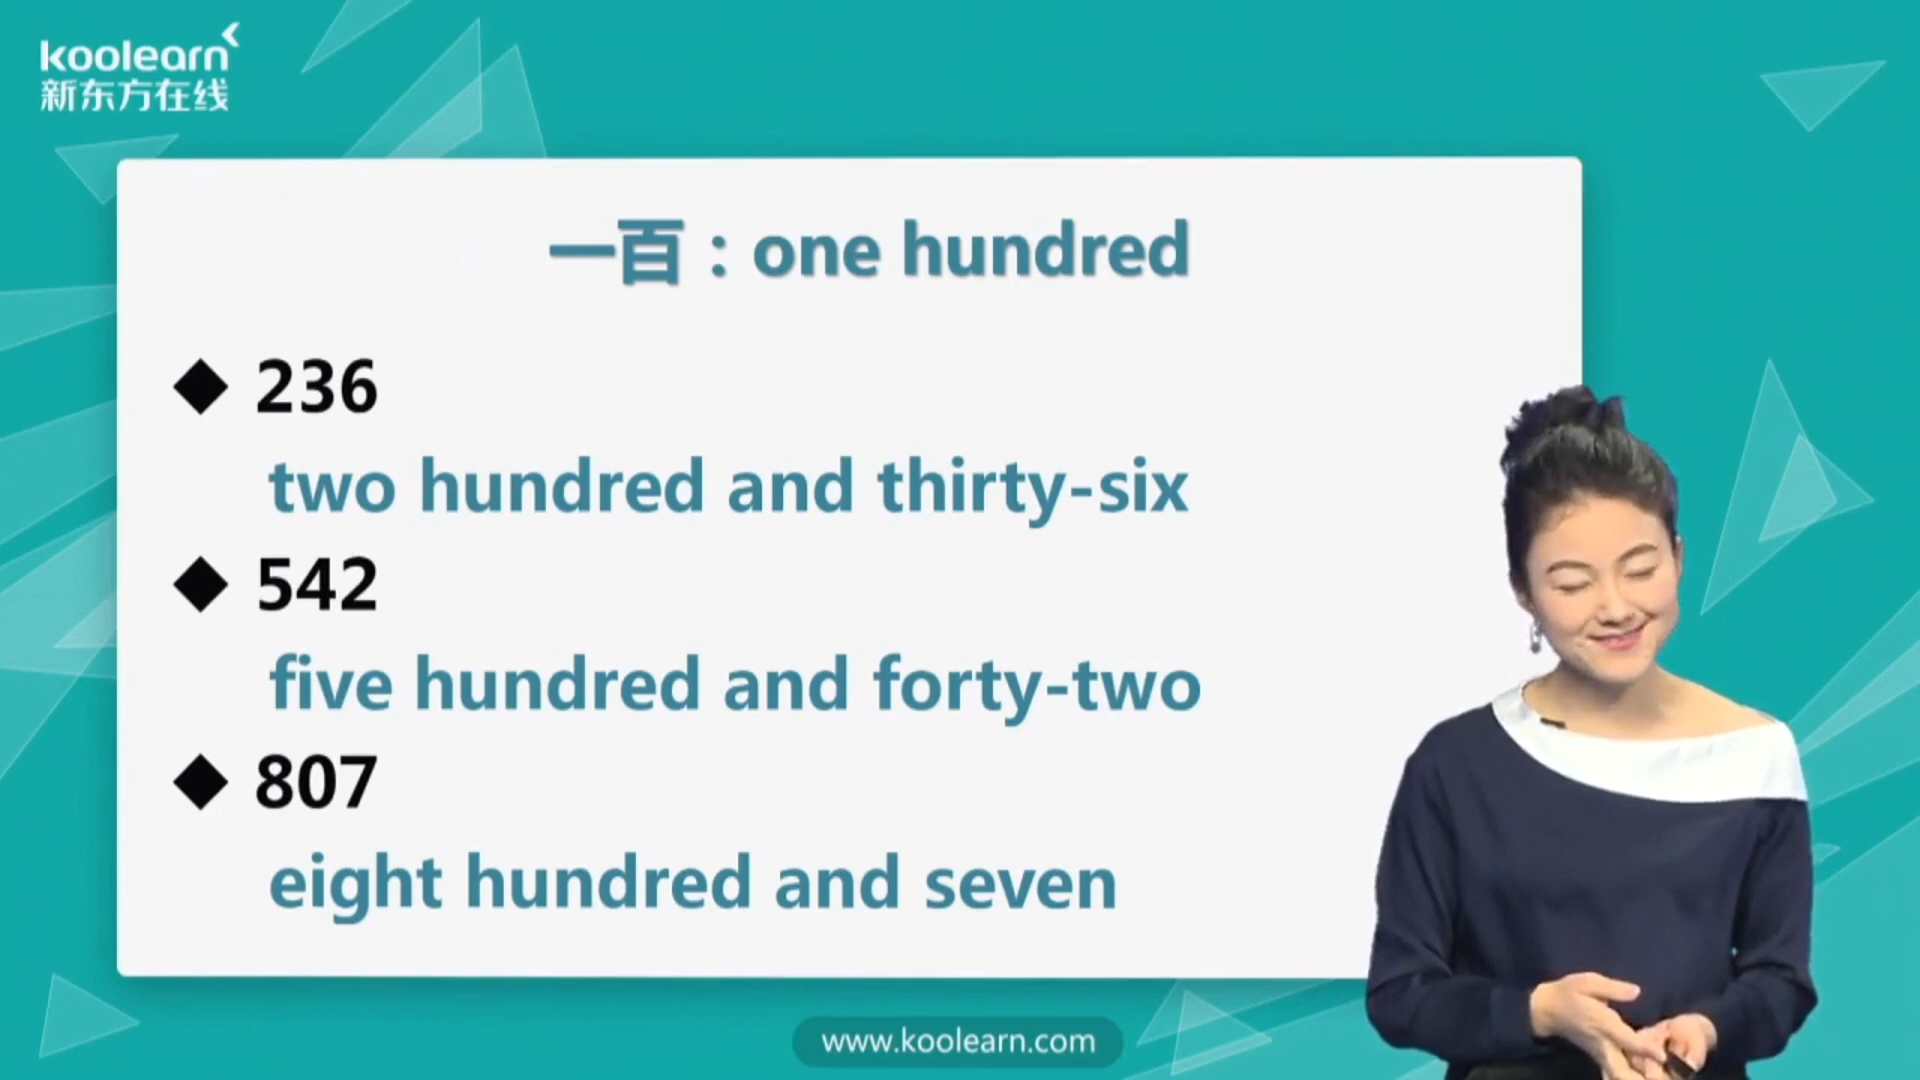 koolearn
新东方在线
一百：one hundred
◆ 236
two hundred and thirty-six
◆ 542
five hundred and forty-two
◆ 807
eight hundred and seven
www.koolearn.com